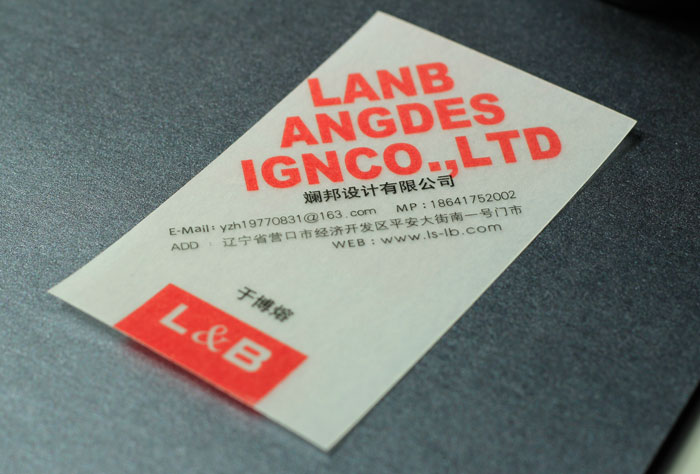 LANB
ANGDES
IGNCO.,LTD
斓邦设计有限公司
E-Mail: yzh19770831@163.com MP : 18641752002
ADD : 辽宁省营口市经济开发区平安大街南一号门市
WEB : www.ls-lb.com
于博熔
L&B